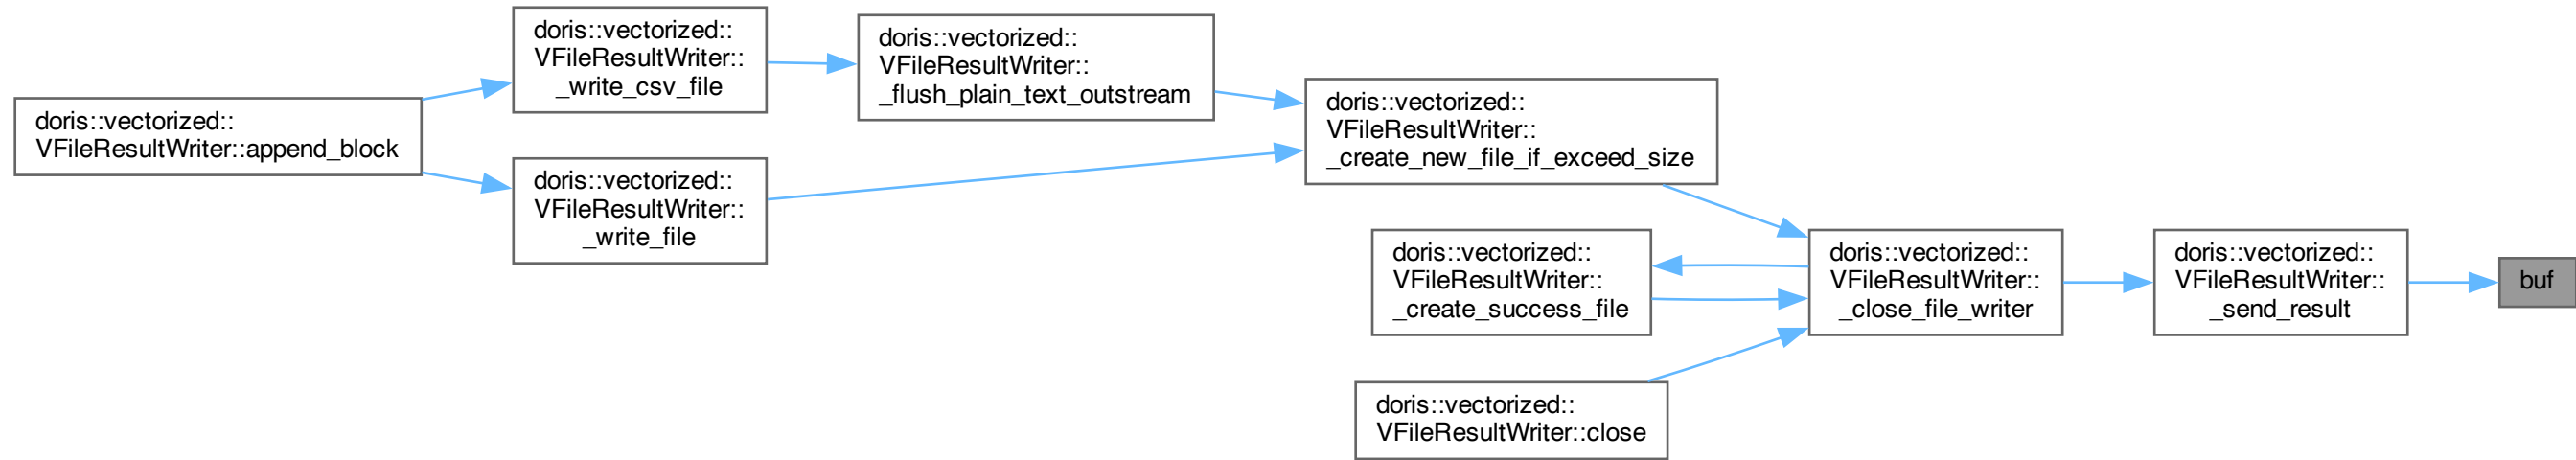 doris::vectorized::
VFileResultWriter::append_block
doris::vectorized::
VFileResultWriter::
_write_csv_file
doris::vectorized::
VFileResultWriter::
_write_file
doris::vectorized::
VFileResultWriter::
_flush_plain_text_outstream
doris::vectorized::
VFileResultWriter::
_create_new_file_if_exceed_size
doris::vectorized::
VFileResultWriter::
_create_success_file
doris::vectorized::
VFileResultWriter::close
doris::vectorized::
VFileResultWriter::
_close_file_writer
doris::vectorized::
VFileResultWriter::
_send_result
buf